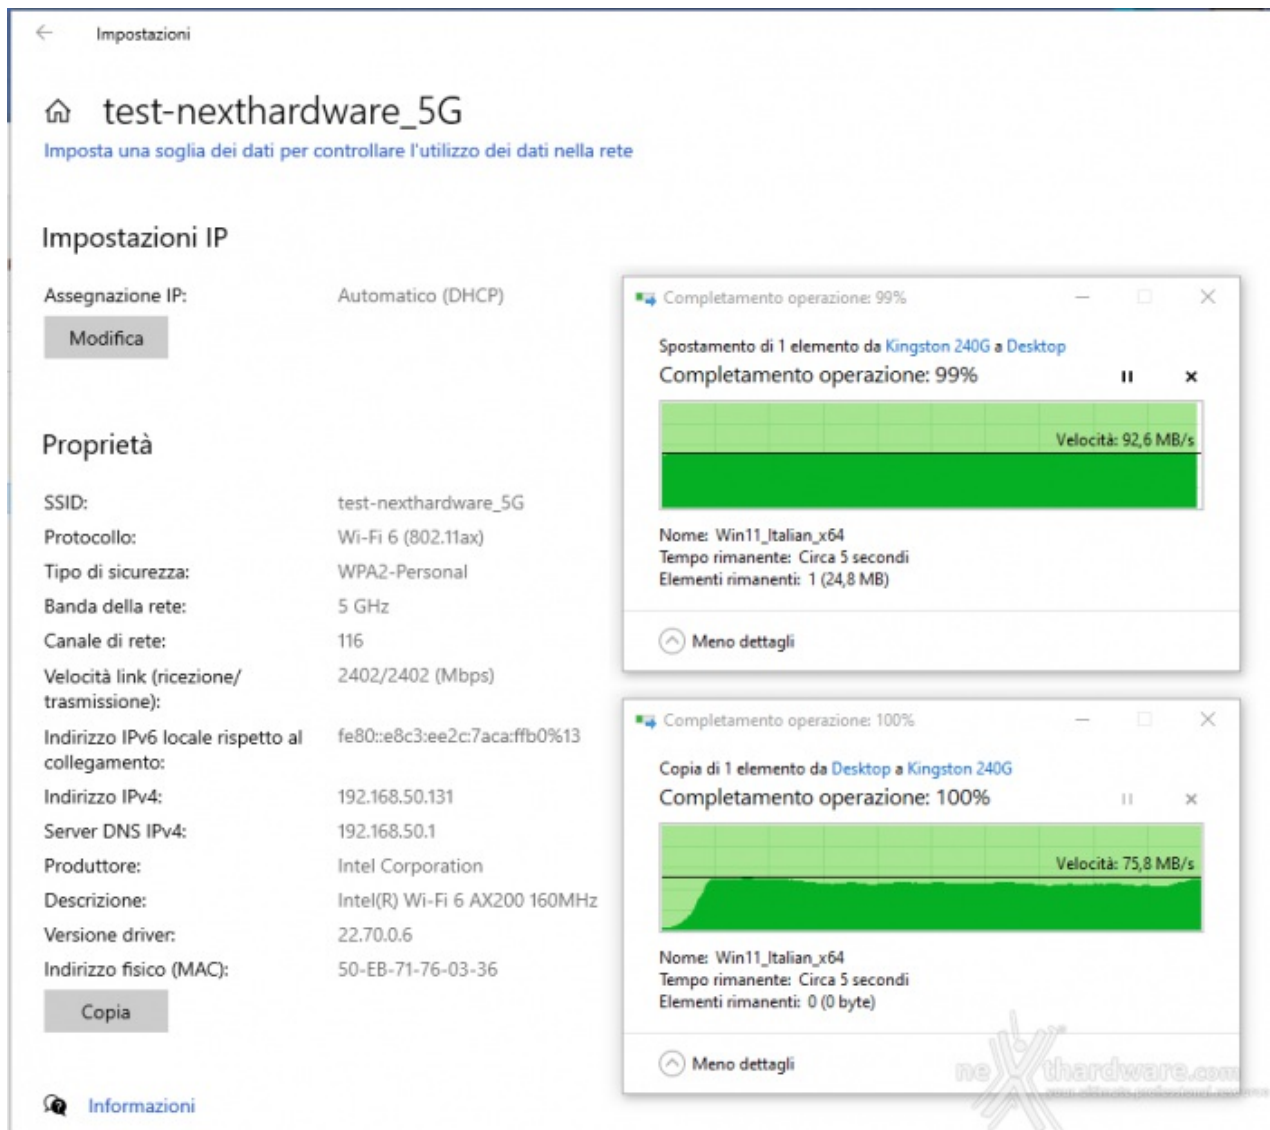 Impostazioni
test-nexthardware_5G
Imposta una soglia dei dati per controllare l'utilizzo dei dati nella rete
Impostazioni IP
Assegnazione IP: Automatico (DHCP)
Modifica
Proprietà
SSID: test-nexthardware_5G
Protocollo: Wi-Fi 6 (802.11ax)
Tipo di sicurezza: WPA2-Personal
Banda della rete: 5 GHz
Canale di rete: 116
Velocità link (ricezione/ 2402/2402 (Mbps)
trasmissione):
Indirizzo IPv6 locale rispetto al fe80::e8c3:ee2c:7aca:ffb0%13
collegamento:
Indirizzo IPv4: 192.168.50.131
Server DNS IPv4: 192.168.50.1
Produttore: Intel Corporation
Descrizione: Intel(R) Wi-Fi 6 AX200 160MHz
Versione driver: 22.70.0.6
Indirizzo fisico (MAC): 50-EB-71-76-03-36
Copia
Informazioni
Completamento operazione: 99%
Spostamento di 1 elemento da Kingston 240G a Desktop
Completamento operazione: 99%
Velocità: 92,6 MB/s
Nome: Win11_Italian_x64
Tempo rimanente: Circa 5 secondi
Elementi rimanenti: 1 (24,8 MB)
Meno dettagli
Completamento operazione: 100%
Copia di 1 elemento da Desktop a Kingston 240G
Completamento operazione: 100%
Velocità: 75,8 MB/s
Nome: Win11_Italian_x64
Tempo rimanente: Circa 5 secondi
Elementi rimanenti: 0 (0 byte)
Meno dettagli
nexthardware.com
your ultimate professional resource